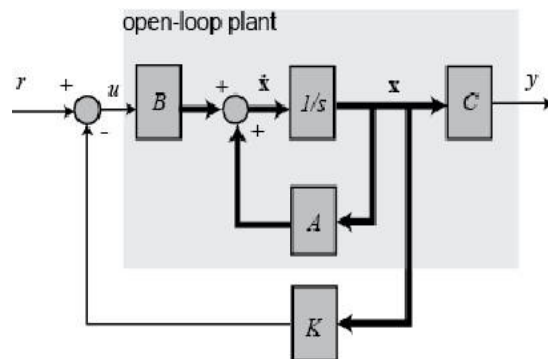 open-loop plant
r + u B + ẋ 1/s x C y
- +
A
K